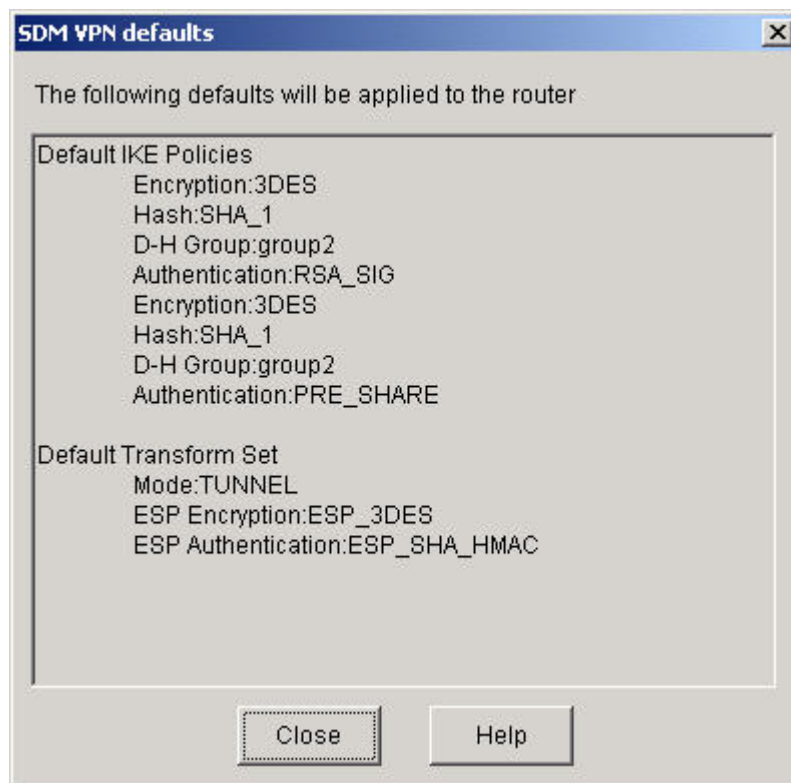 SDM VPN defaults
The following defaults will be applied to the router
Default IKE Policies
Encryption:3DES
Hash:SHA_1
D-H Group:group2
Authentication:RSA_SIG
Encryption:3DES
Hash:SHA_1
D-H Group:group2
Authentication:PRE_SHARE
Default Transform Set
Mode:TUNNEL
ESP Encryption:ESP_3DES
ESP Authentication:ESP_SHA_HMAC
Close
Help